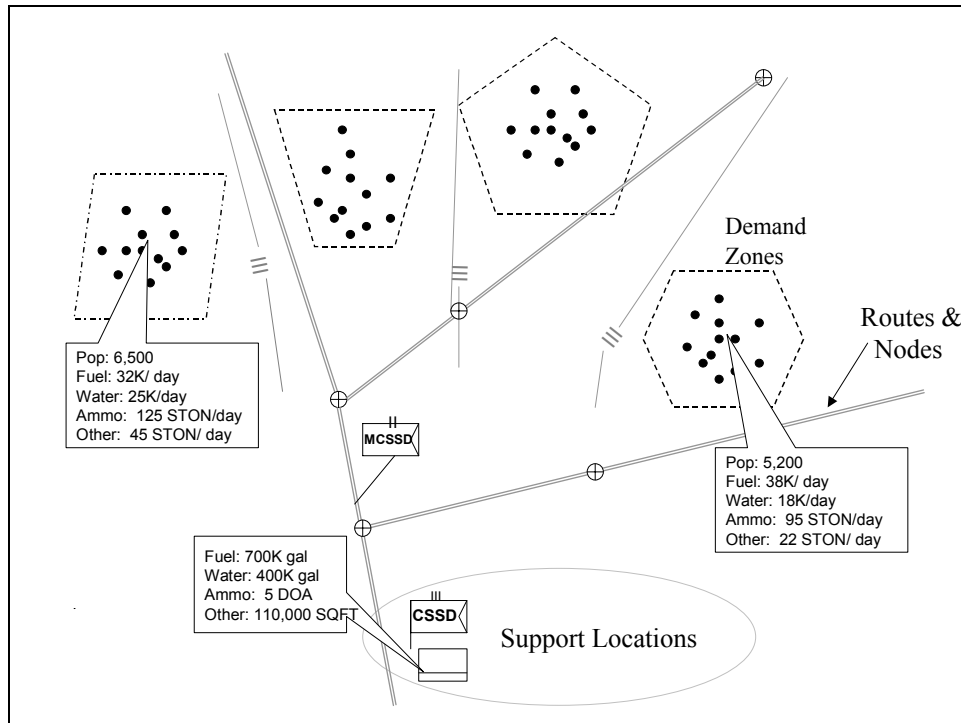 Demand
Zones
Routes &
Nodes
Pop: 6,500
Fuel: 32K/ day
Water: 25K/day
Ammo:  125 STON/day
Other:  45 STON/ day
MCSSD
Pop: 5,200
Fuel: 38K/ day
Water: 18K/day
Ammo:  95 STON/day
Other:  22 STON/ day
Fuel: 700K gal
Water: 400K gal
Ammo:  5 DOA
Other: 110,000 SQFT
CSSD
Support Locations